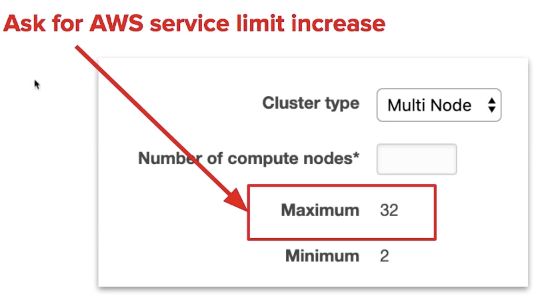 Ask for AWS service limit increase
Cluster type Multi Node
Number of compute nodes*
Maximum 32
Minimum 2